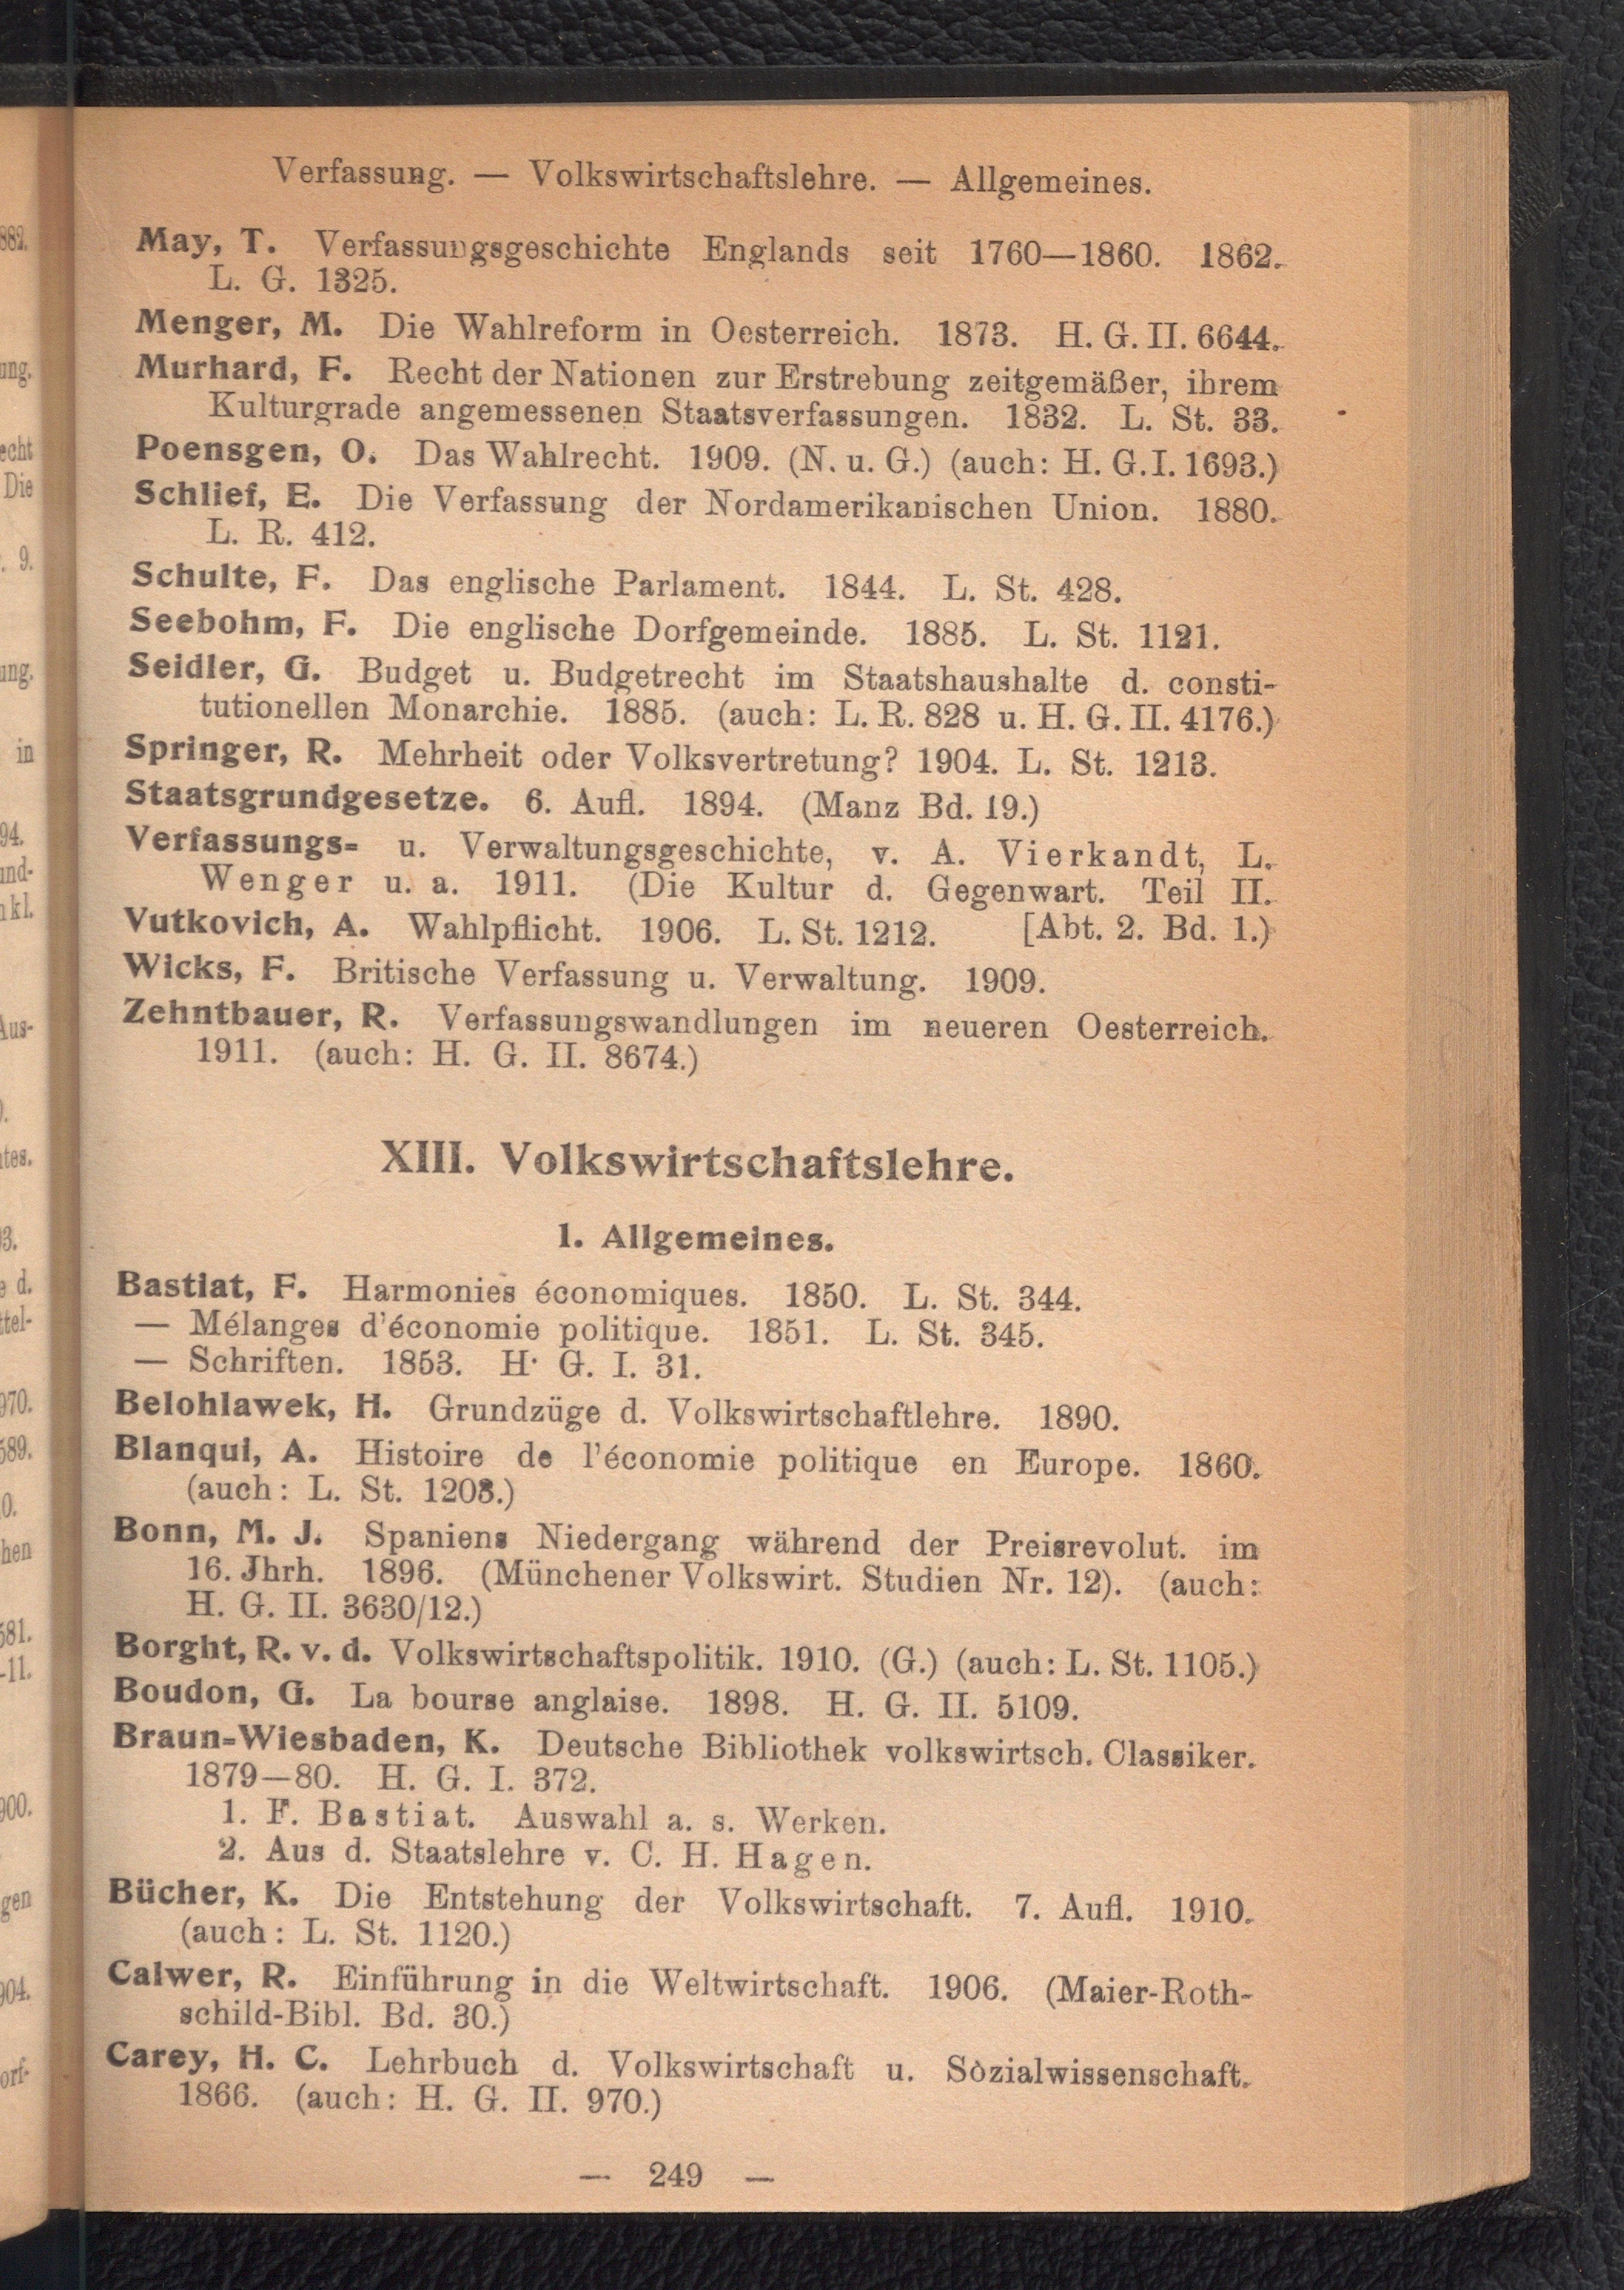 Verfassung. — Volkswirtschaftslehre. — Allgemeines.
May, T. Verfassungsgeschichte Englands seit 1760—1860. 1862.
L. G. 1325.
Menger, M. Die Wahlreform in Oesterreich. 1873. H. G. II. 6644.
Murhard, F. Recht der Nationen zur Erstrebung zeitgemäßer, ihrem
Kulturgrade angemessenen Staatsverfassungen. 1832. L. St. 33.
Poensgen, O. Das Wahlrecht. 1909. (N. u. G.) (auch: H. G. I. 1693.)
Schlief, E. Die Verfassung der Nordamerikanischen Union. 1880.
L. R. 412.
Schulte, F. Das englische Parlament. 1844. L. St. 428.
Seebohm, F. Die englische Dorfgemeinde. 1885. L. St. 1121.
Seidler, G. Budget u. Budgetrecht im Staatshaushalte d. consti-
tutionellen Monarchie. 1885. (auch: L. R. 828 u. H. G. II. 4176.)
Springer, R. Mehrheit oder Volksvertretung? 1904. L. St. 1213.
Staatsgrundgesetze. 6. Aufl. 1894. (Manz Bd. 19.)
Verfassungs- u. Verwaltungsgeschichte, v. A. Vierkandt, L.
Wenger u. a. 1911. (Die Kultur d. Gegenwart. Teil II.
Vutkovich, A. Wahlpflicht. 1906. L. St. 1212. [Abt. 2. Bd. 1.)
Wicks, F. Britische Verfassung u. Verwaltung. 1909.
Zehntbauer, R. Verfassungswandlungen im neueren Oesterreich.
1911. (auch: H. G. II. 8674.)
XIII. Volkswirtschaftslehre.
1. Allgemeines.
Bastiat, F. Harmonies économiques. 1850. L. St. 344.
— Mélanges d'économie politique. 1851. L. St. 345.
— Schriften. 1853. H· G. I. 31.
Belohlawek, H. Grundzüge d. Volkswirtschaftlehre. 1890.
Blanqui, A. Histoire de l'économie politique en Europe. 1860.
(auch: L. St. 1208.)
Bonn, M. J. Spaniens Niedergang während der Preisrevolut. im
16. Jhrh. 1896. (Münchener Volkswirt. Studien Nr. 12). (auch:
H. G. II. 3630/12.)
Borght, R. v. d. Volkswirtschaftspolitik. 1910. (G.) (auch: L. St. 1105.)
Boudon, G. La bourse anglaise. 1898. H. G. II. 5109.
Braun-Wiesbaden, K. Deutsche Bibliothek volkswirtsch. Classiker.
1879—80. H. G. I. 372.
1. F. Bastiat. Auswahl a. s. Werken.
2. Aus d. Staatslehre v. C. H. Hagen.
Bücher, K. Die Entstehung der Volkswirtschaft. 7. Aufl. 1910.
(auch: L. St. 1120.)
Calwer, R. Einführung in die Weltwirtschaft. 1906. (Maier-Roth-
schild-Bibl. Bd. 30.)
Carey, H. C. Lehrbuch d. Volkswirtschaft u. Sozialwissenschaft.
1866. (auch: H. G. II. 970.)
— 249 —